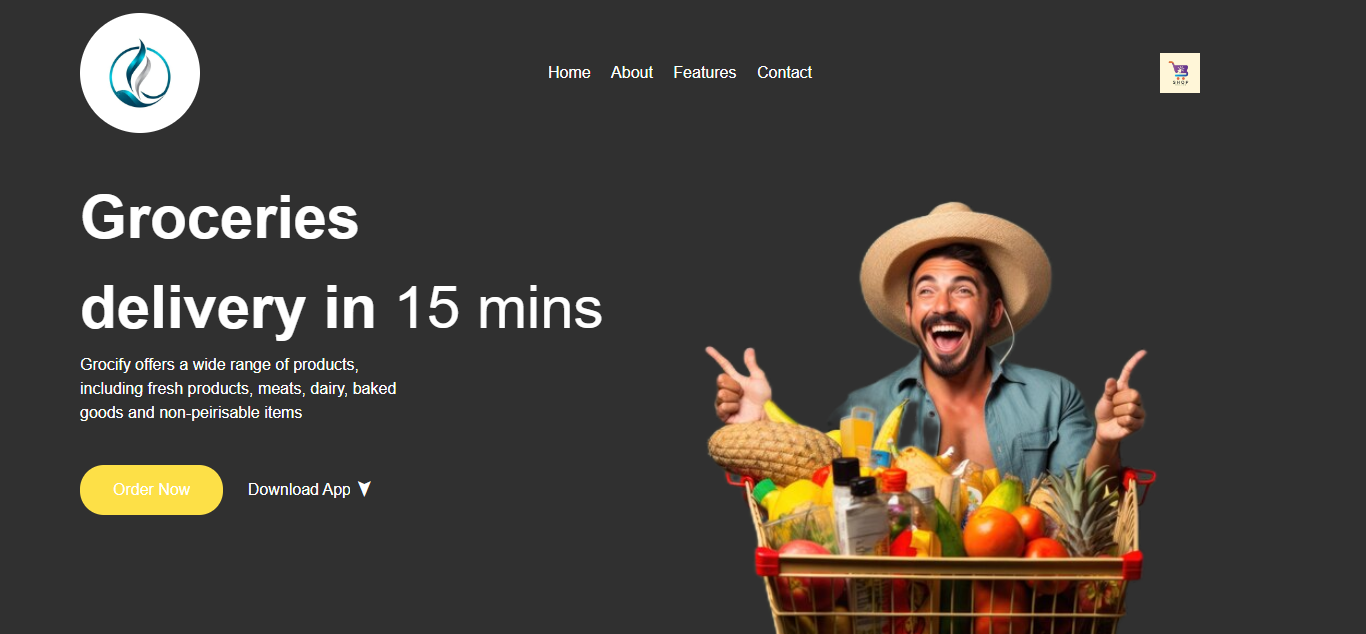 Home About Features Contact
SHOP
Groceries
delivery in 15 mins
Grocify offers a wide range of products,
including fresh products, meats, dairy, baked
goods and non-peirisable items
Order Now Download App